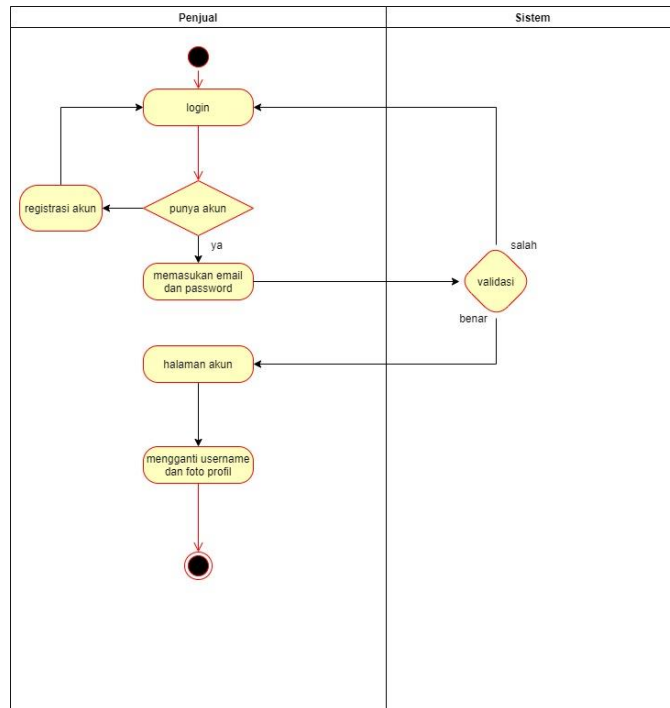 Penjual
Sistem
login
registrasi akun
punya akun
ya
salah
memasukan email
dan password
validasi
benar
halaman akun
mengganti username
dan foto profil